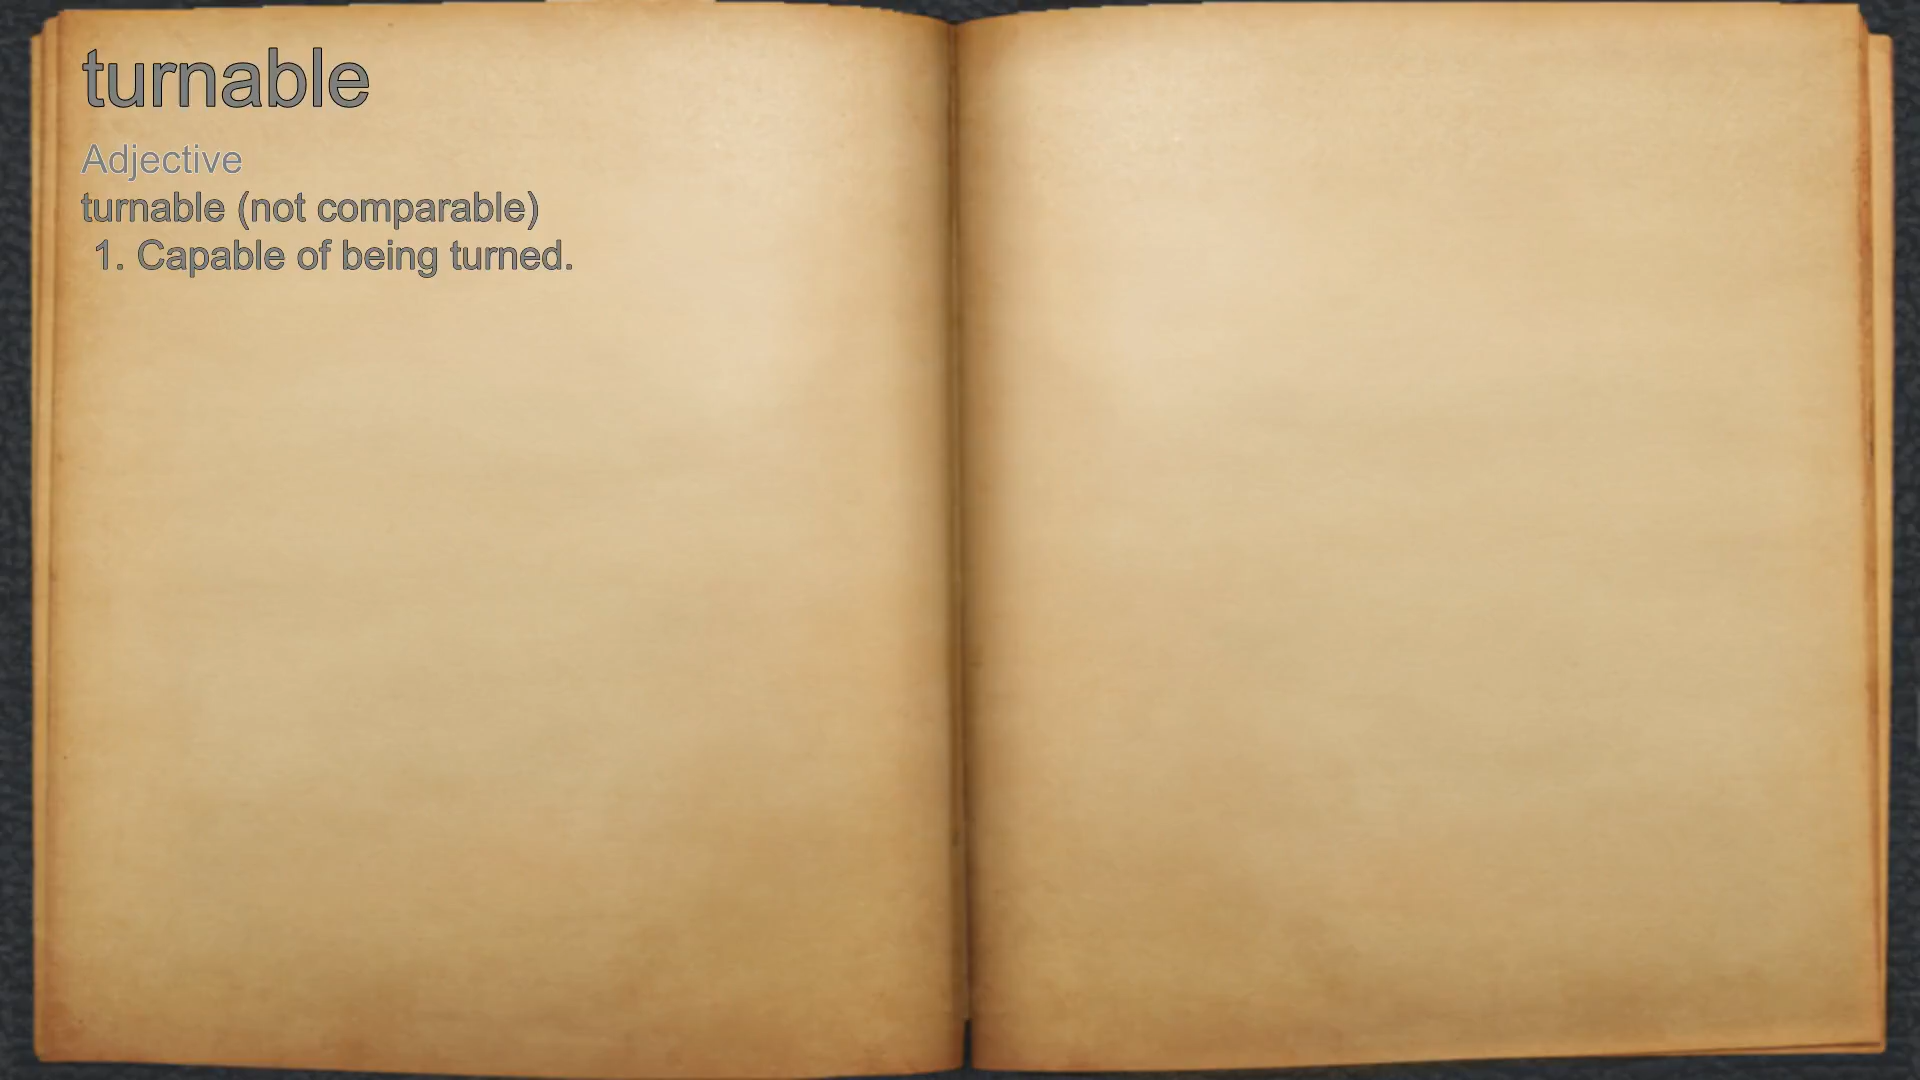 turnable
Adjective
turnable (not comparable)
1. Capable of being turned.